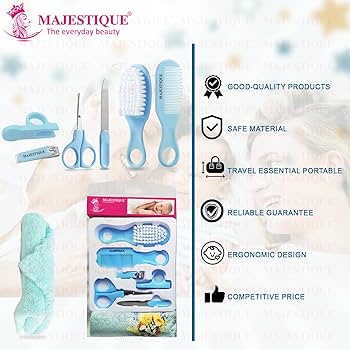 MAJESTIQUE®
The everyday beauty
GOOD-QUALITY PRODUCTS
SAFE MATERIAL
TRAVEL ESSENTIAL PORTABLE
RELIABLE GUARANTEE
ERGONOMIC DESIGN
COMPETITIVE PRICE
MAJESTIQUE
MAJESTIQUE
MAJESTIQUE